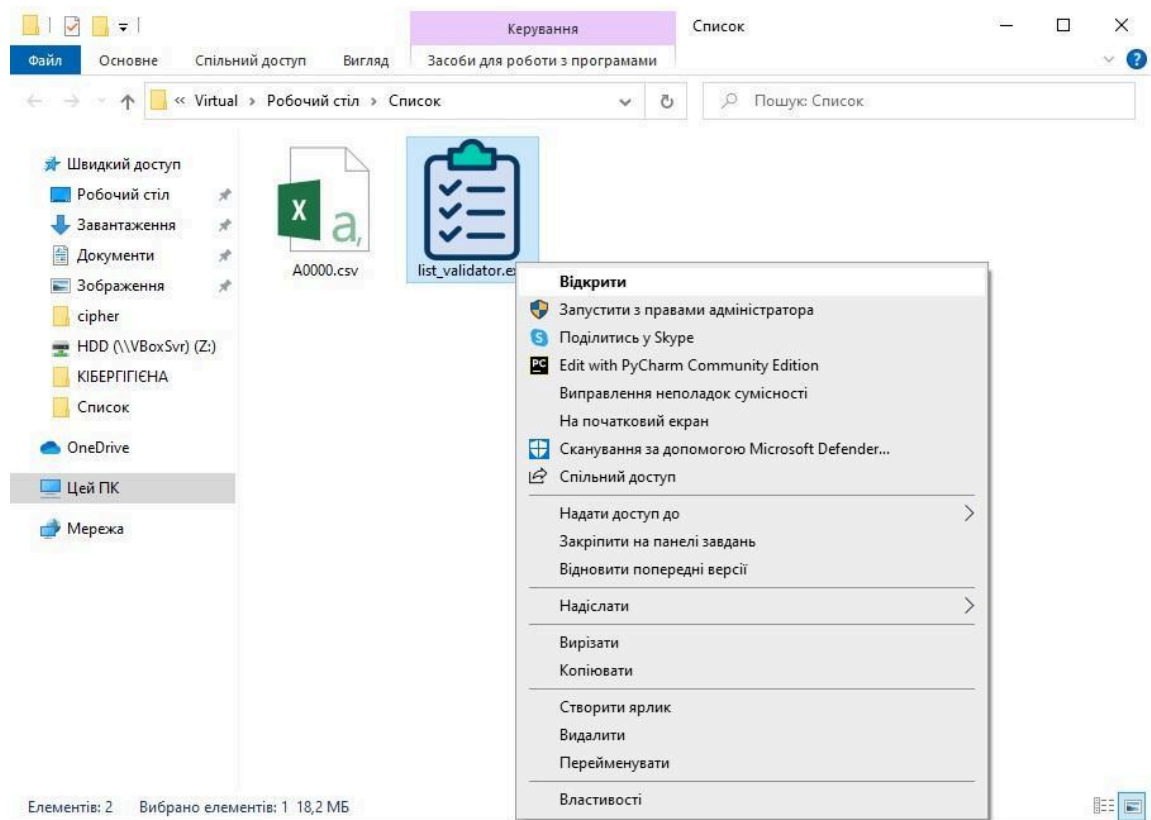 Керування
Список
Файл
Основне
Спільний доступ
Вигляд
Засоби для роботи з програмами
« Virtual › Робочий стіл › Список
Пошук: Список
Швидкий доступ
Робочий стіл
Завантаження
Документи
Зображення
cipher
HDD (\\VBoxSvr) (Z:)
КІБЕРГІГІЄНА
Список
OneDrive
Цей ПК
Мережа
X
a,
A0000.csv
list_validator.ex
Відкрити
Запустити з правами адміністратора
Поділитись у Skype
Edit with PyCharm Community Edition
Виправлення неполадок сумісності
На початковий екран
Сканування за допомогою Microsoft Defender...
Спільний доступ
Надати доступ до
Закріпити на панелі завдань
Відновити попередні версії
Надіслати
Вирізати
Копіювати
Створити ярлик
Видалити
Перейменувати
Властивості
Елементів: 2 Вибрано елементів: 1 18,2 МБ